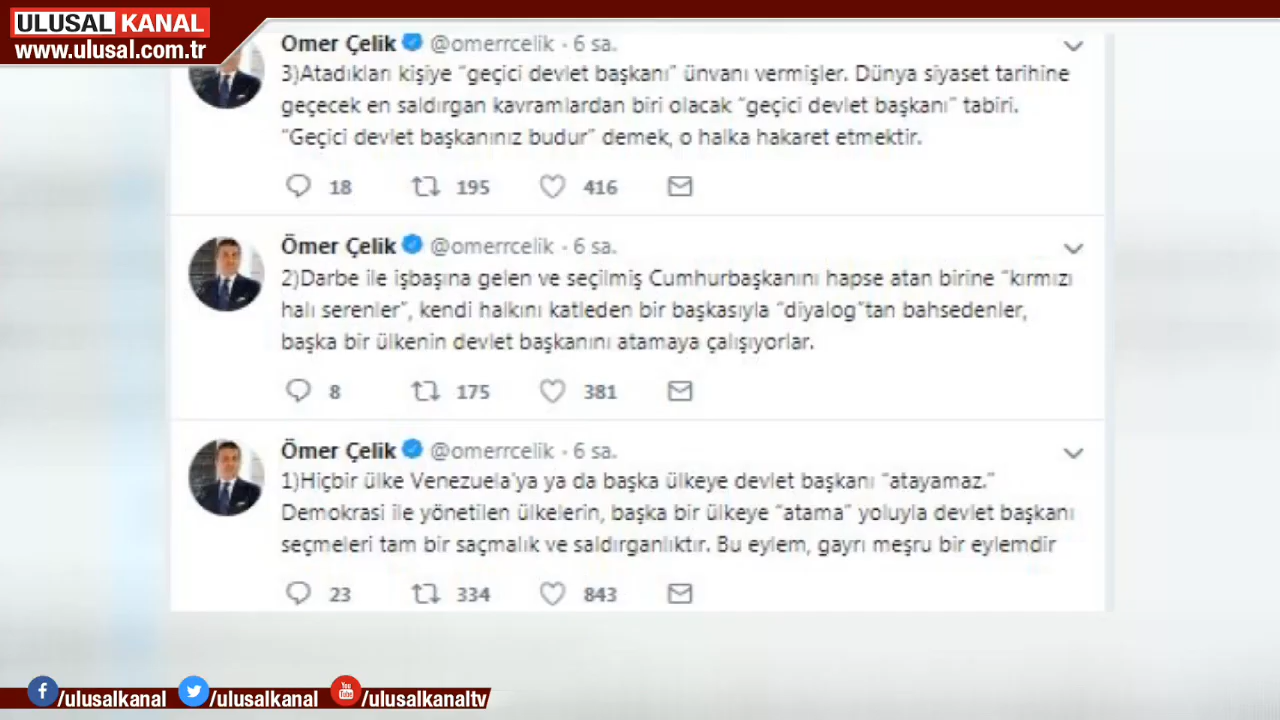 ULUSAL KANAL
www.ulusal.com.tr
Ömer Çelik @omerrcelik · 6 sa.
3)Atadıkları kişiye “geçici devlet başkanı” ünvanı vermişler. Dünya siyaset tarihine
geçecek en saldırgan kavramlardan biri olacak “geçici devlet başkanı” tabiri.
“Geçici devlet başkanınız budur” demek, o halka hakaret etmektir.
18 195 416
Ömer Çelik @omerrcelik · 6 sa.
2)Darbe ile işbaşına gelen ve seçilmiş Cumhurbaşkanını hapse atan birine “kırmızı
halı serenler”, kendi halkını katleden bir başkasıyla “diyalog”tan bahsedenler,
başka bir ülkenin devlet başkanını atamaya çalışıyorlar.
8 175 381
Ömer Çelik @omerrcelik · 6 sa.
1)Hiçbir ülke Venezuela'ya ya da başka ülkeye devlet başkanı “atayamaz.”
Demokrasi ile yönetilen ülkelerin, başka bir ülkeye “atama” yoluyla devlet başkanı
seçmeleri tam bir saçmalık ve saldırganlıktır. Bu eylem, gayrı meşru bir eylemdir
23 334 843
/ulusalkanal /ulusalkanal You Tube /ulusalkanaltv